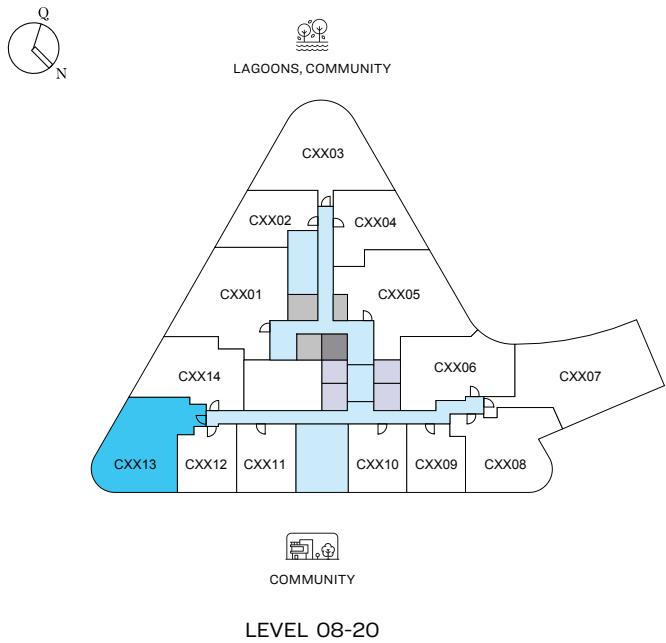 Q
N
LAGOONS, COMMUNITY
CXX03
CXX02
CXX04
CXX01
CXX05
CXX14
CXX06
CXX07
CXX13
CXX12
CXX11
CXX10
CXX09
CXX08
COMMUNITY
LEVEL 08-20